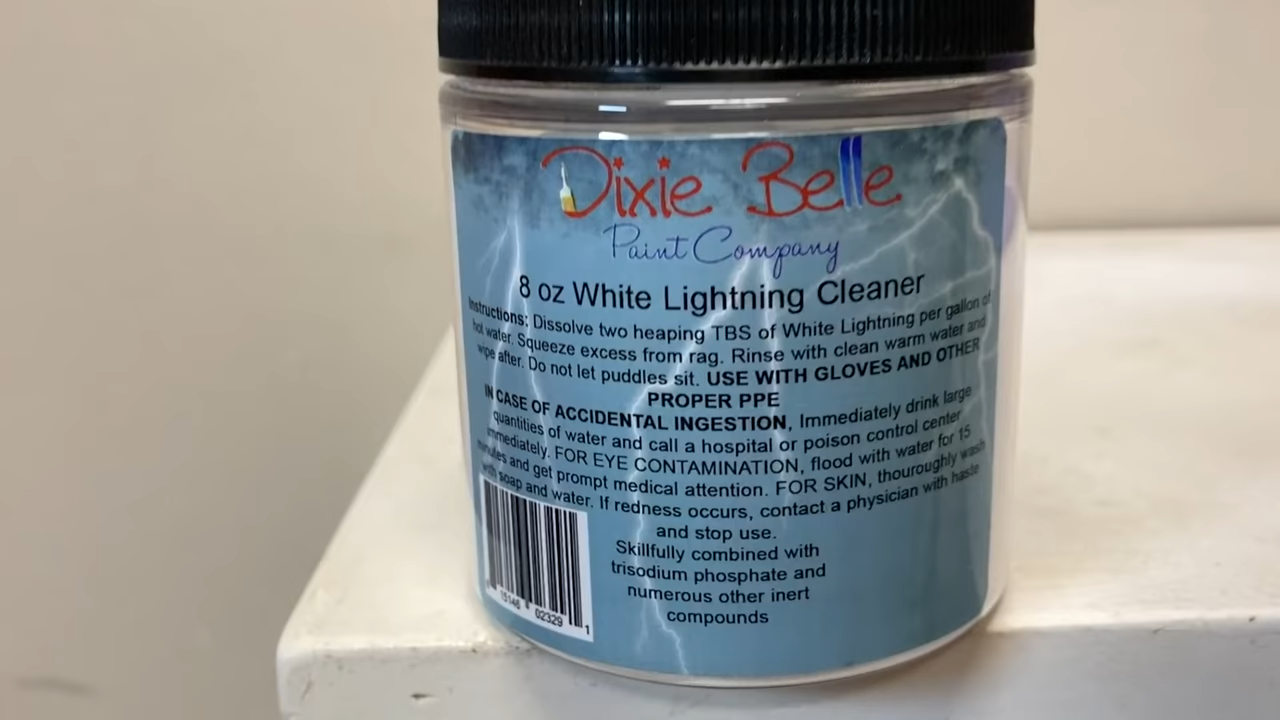 Dixie Belle
Paint Company
8 oz White Lightning Cleaner
Instructions: Dissolve two heaping TBS of White Lightning per gallon of
hot water. Squeeze excess from rag. Rinse with clean warm water and
wipe after. Do not let puddles sit. USE WITH GLOVES AND OTHER
PROPER PPE
IN CASE OF ACCIDENTAL INGESTION, Immediately drink large
quantities of water and call a hospital or poison control center
immediately. FOR EYE CONTAMINATION, flood with water for 15
minutes and get prompt medical attention. FOR SKIN, thouroughly wash
with soap and water. If redness occurs, contact a physician with haste
and stop use.
Skillfully combined with
trisodium phosphate and
numerous other inert
compounds
02329 1